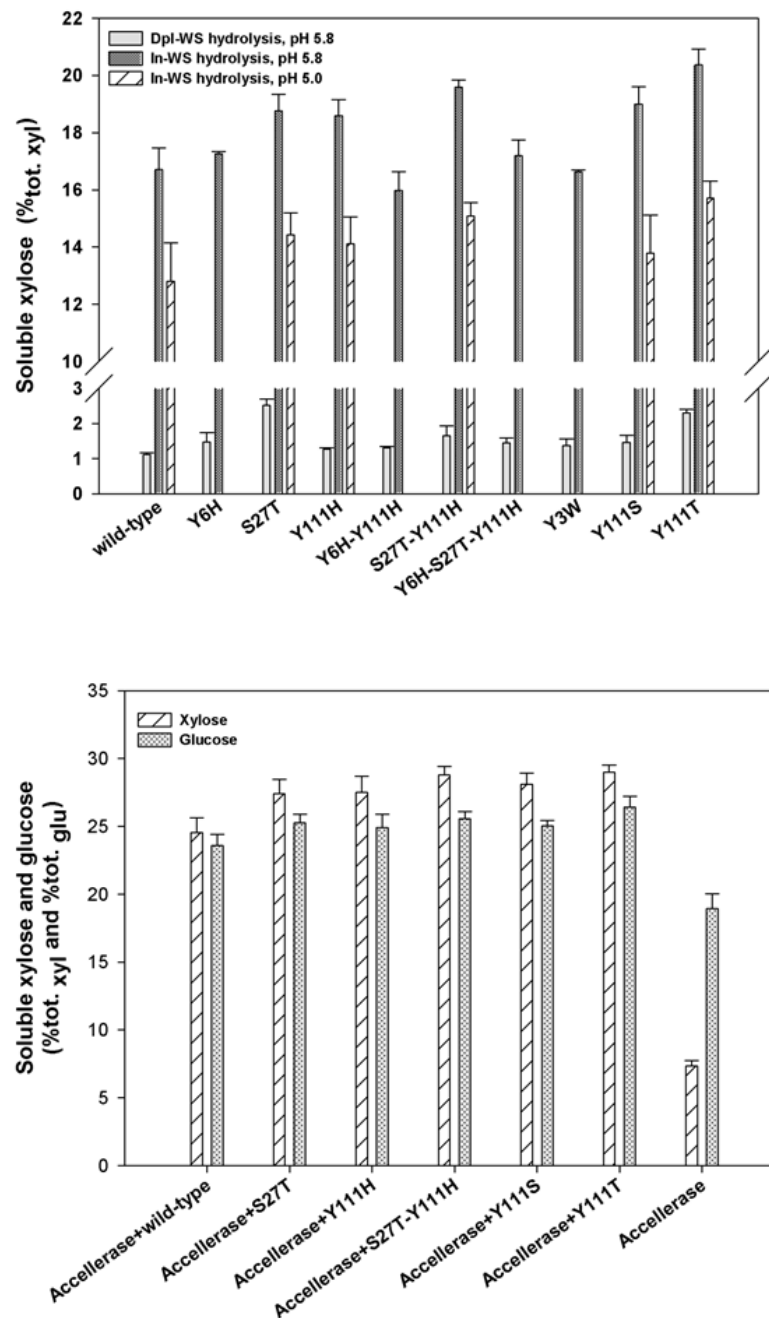 22
20
18
16
14
12
10
3
2
1
0
Soluble xylose (%tot. xyl)
Dpl-WS hydrolysis, pH 5.8
In-WS hydrolysis, pH 5.8
In-WS hydrolysis, pH 5.0
wild-type
Y6H
S27T
Y111H
Y6H-Y111H
S27T-Y111H
Y6H-S27T-Y111H
Y3W
Y111S
Y111T
35
30
25
20
15
10
5
0
Soluble xylose and glucose
(%tot. xyl and %tot. glu)
Xylose
Glucose
Accellerase+wild-type
Accellerase+S27T
Accellerase+Y111H
Accellerase+S27T-Y111H
Accellerase+Y111S
Accellerase+Y111T
Accellerase